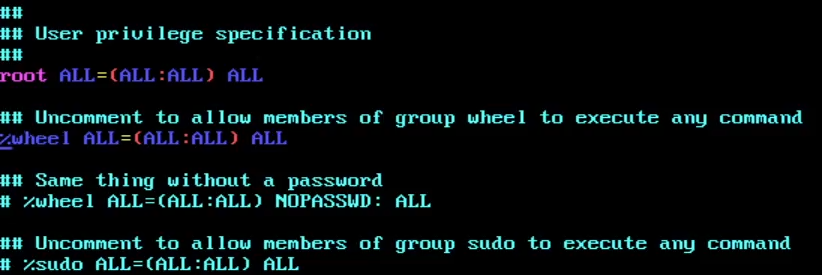 ##
## User privilege specification
##
root ALL=(ALL:ALL) ALL
## Uncomment to allow members of group wheel to execute any command
%wheel ALL=(ALL:ALL) ALL
## Same thing without a password
# %wheel ALL=(ALL:ALL) NOPASSWD: ALL
## Uncomment to allow members of group sudo to execute any command
# %sudo ALL=(ALL:ALL) ALL